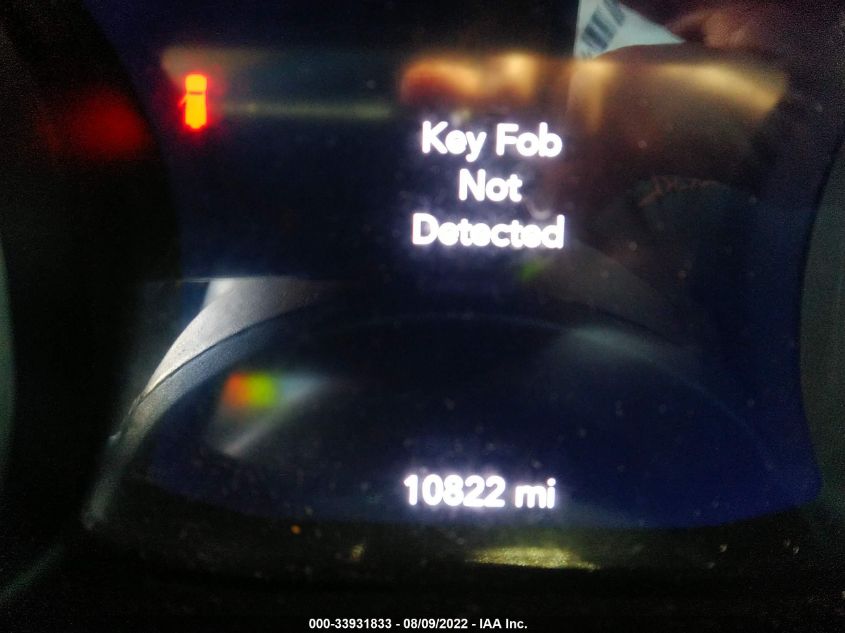 Key Fob
Not
Detected
10822 mi
000-33931833 - 08/09/2022 - IAA Inc.